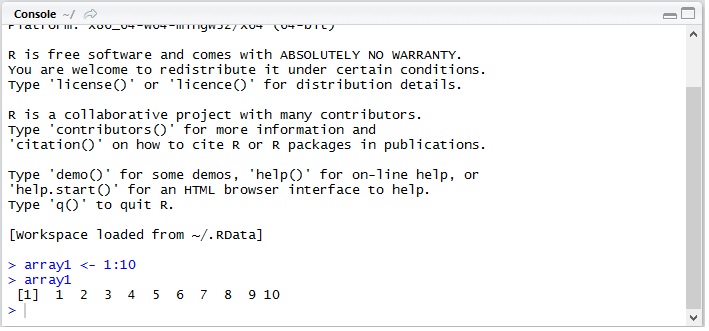 Console ~/
Platform: x86_64-w64-mingw32/x64 (64-bit)
R is free software and comes with ABSOLUTELY NO WARRANTY.
You are welcome to redistribute it under certain conditions.
Type 'license()' or 'licence()' for distribution details.
R is a collaborative project with many contributors.
Type 'contributors()' for more information and
'citation()' on how to cite R or R packages in publications.
Type 'demo()' for some demos, 'help()' for on-line help, or
'help.start()' for an HTML browser interface to help.
Type 'q()' to quit R.
[Workspace loaded from ~/.RData]
> array1 <- 1:10
> array1
[1]  1  2  3  4  5  6  7  8  9 10
>